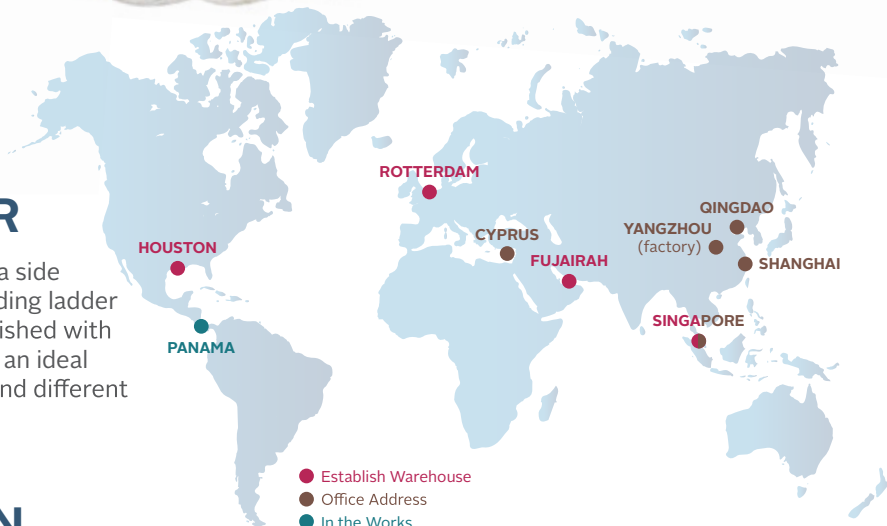 R
a side
ding ladder
ished with
an ideal
nd different
N
ROTTERDAM
QINGDAO
YANGZHOU
(factory)
CYPRUS
HOUSTON
FUJAIRAH
SHANGHAI
SINGAPORE
PANAMA
Establish Warehouse
Office Address
In the Works